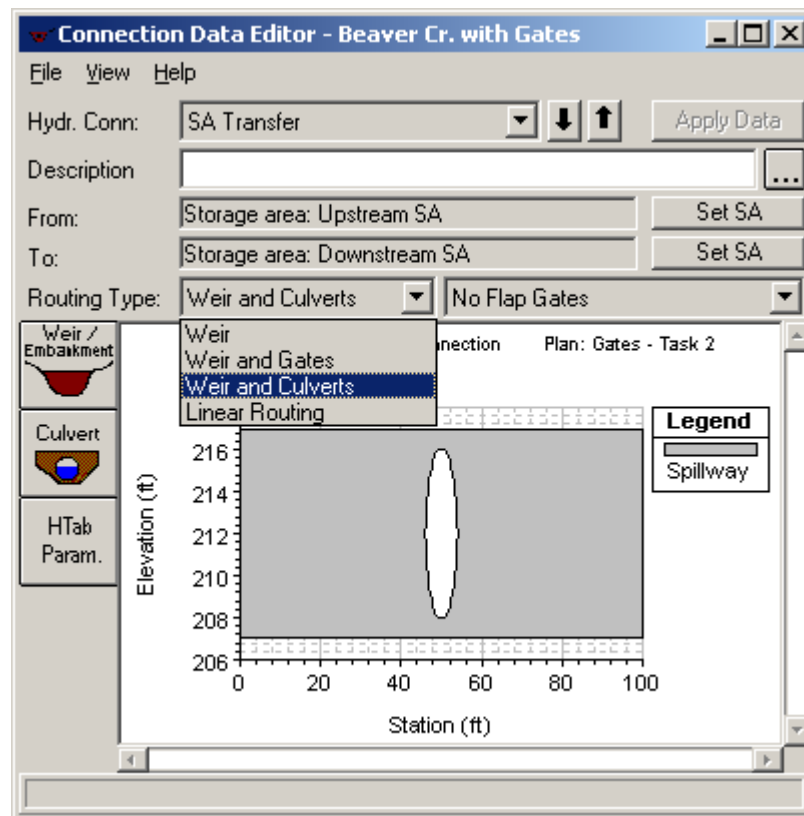 Connection Data Editor - Beaver Cr. with Gates
File View Help
Hydr. Conn: SA Transfer Apply Data
Description ...
From: Storage area: Upstream SA Set SA
To: Storage area: Downstream SA Set SA
Routing Type: Weir and Culverts No Flap Gates
Weir /
Embankment
Weir
Weir and Gates
Weir and Culverts
Linear Routing
Plan: Gates - Task 2
Culvert
HTab
Param.
Legend
Spillway
Elevation (ft)
216
214
212
210
208
206
0 20 40 60 80 100
Station (ft)